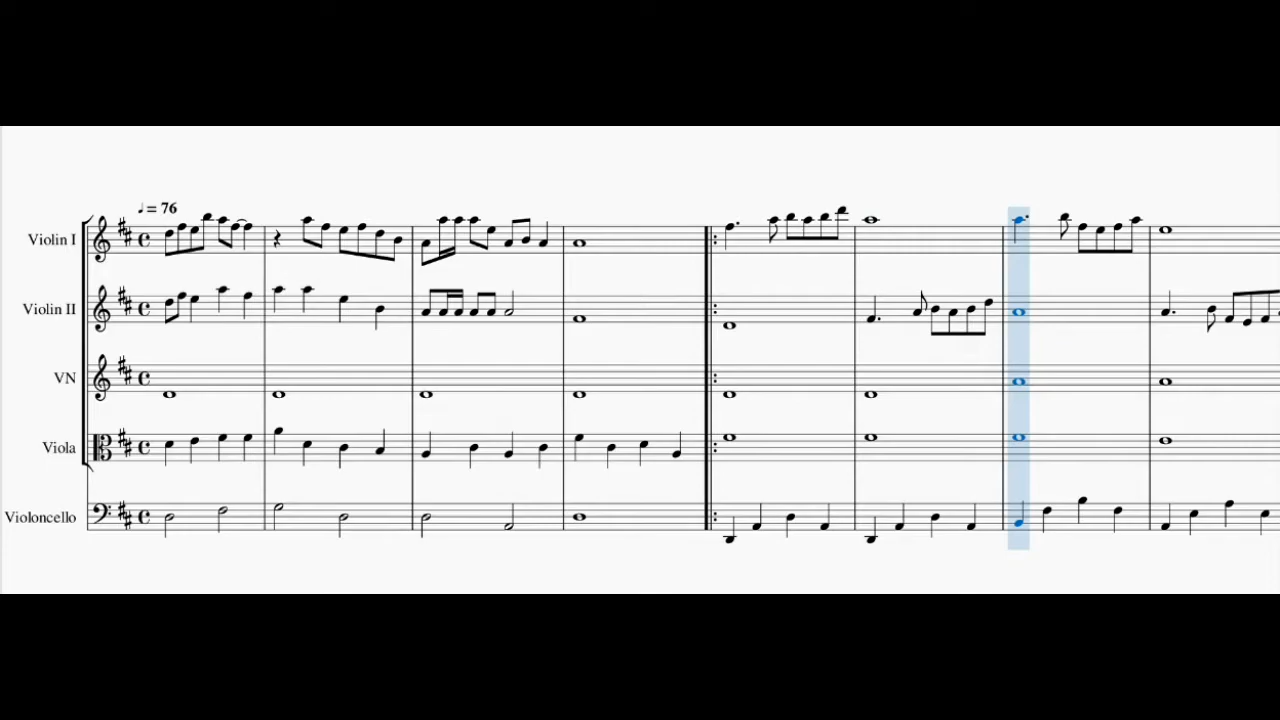 ♩ = 76
Violin I
Violin II
VN
Viola
Violoncello